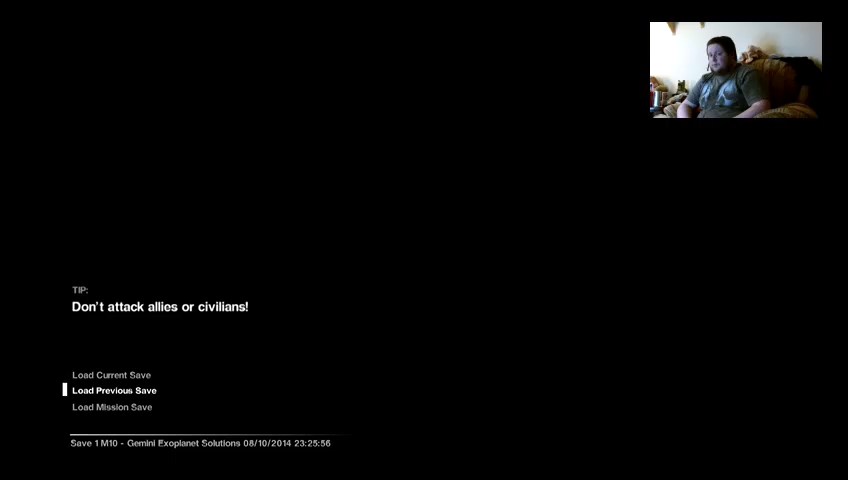 TIP:
Don't attack allies or civilians!
Load Current Save
Load Previous Save
Load Mission Save
Save 1 M10 - Gemini Exoplanet Solutions 08/10/2014 23:25:56